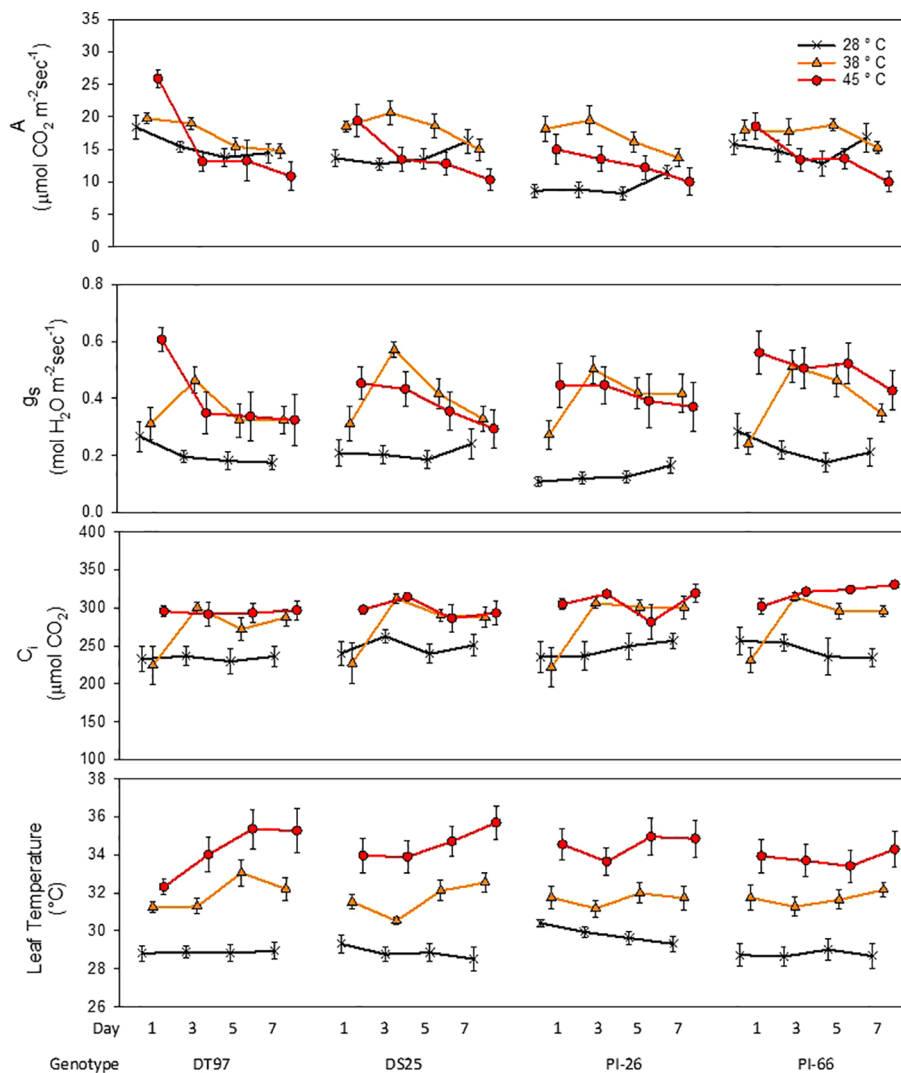 35
30
25
20
15
10
5
0
A
(µmol CO2 m-2sec-1)
28 ° C
38 ° C
45 ° C
0.8
0.6
0.4
0.2
0.0
gs
(mol H2O m-2sec-1)
400
350
300
250
200
150
100
Ci
(µmol CO2)
38
36
34
32
30
28
26
Leaf Temperature
(°C)
Day 1 3 5 7 1 3 5 7 1 3 5 7 1 3 5 7
Genotype DT97 DS25 PI-26 PI-66